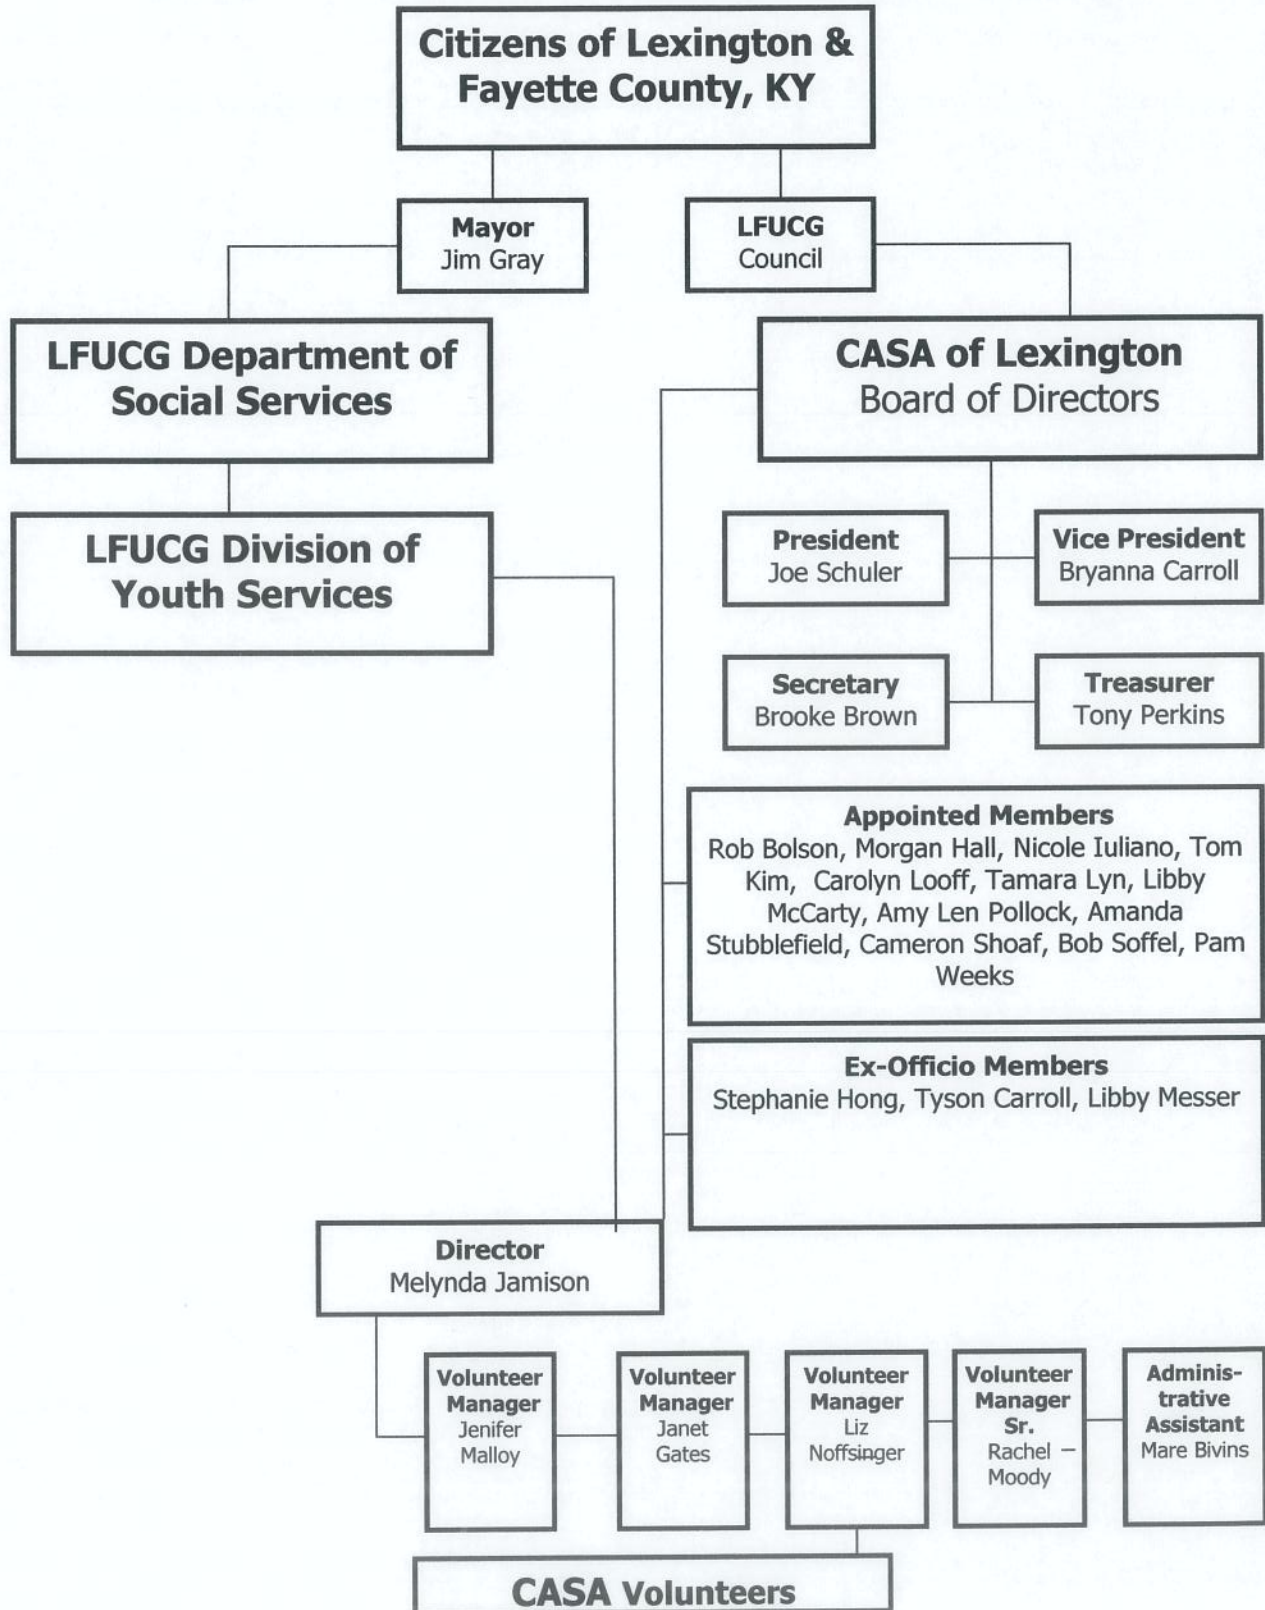 Citizens of Lexington &
Fayette County, KY
Mayor
Jim Gray
LFUCG
Council
LFUCG Department of
Social Services
CASA of Lexington
Board of Directors
LFUCG Division of
Youth Services
President
Joe Schuler
Vice President
Bryanna Carroll
Secretary
Brooke Brown
Treasurer
Tony Perkins
Appointed Members
Rob Bolson, Morgan Hall, Nicole Iuliano, Tom
Kim, Carolyn Looff, Tamara Lyn, Libby
McCarty, Amy Len Pollock, Amanda
Stubblefield, Cameron Shoaf, Bob Soffel, Pam
Weeks
Ex-Officio Members
Stephanie Hong, Tyson Carroll, Libby Messer
Director
Melynda Jamison
Volunteer
Manager
Jenifer
Malloy
Volunteer
Manager
Janet
Gates
Volunteer
Manager
Liz
Noffsinger
Volunteer
Manager
Sr.
Rachel
Moody
Adminis-
trative
Assistant
Mare Bivins
CASA Volunteers